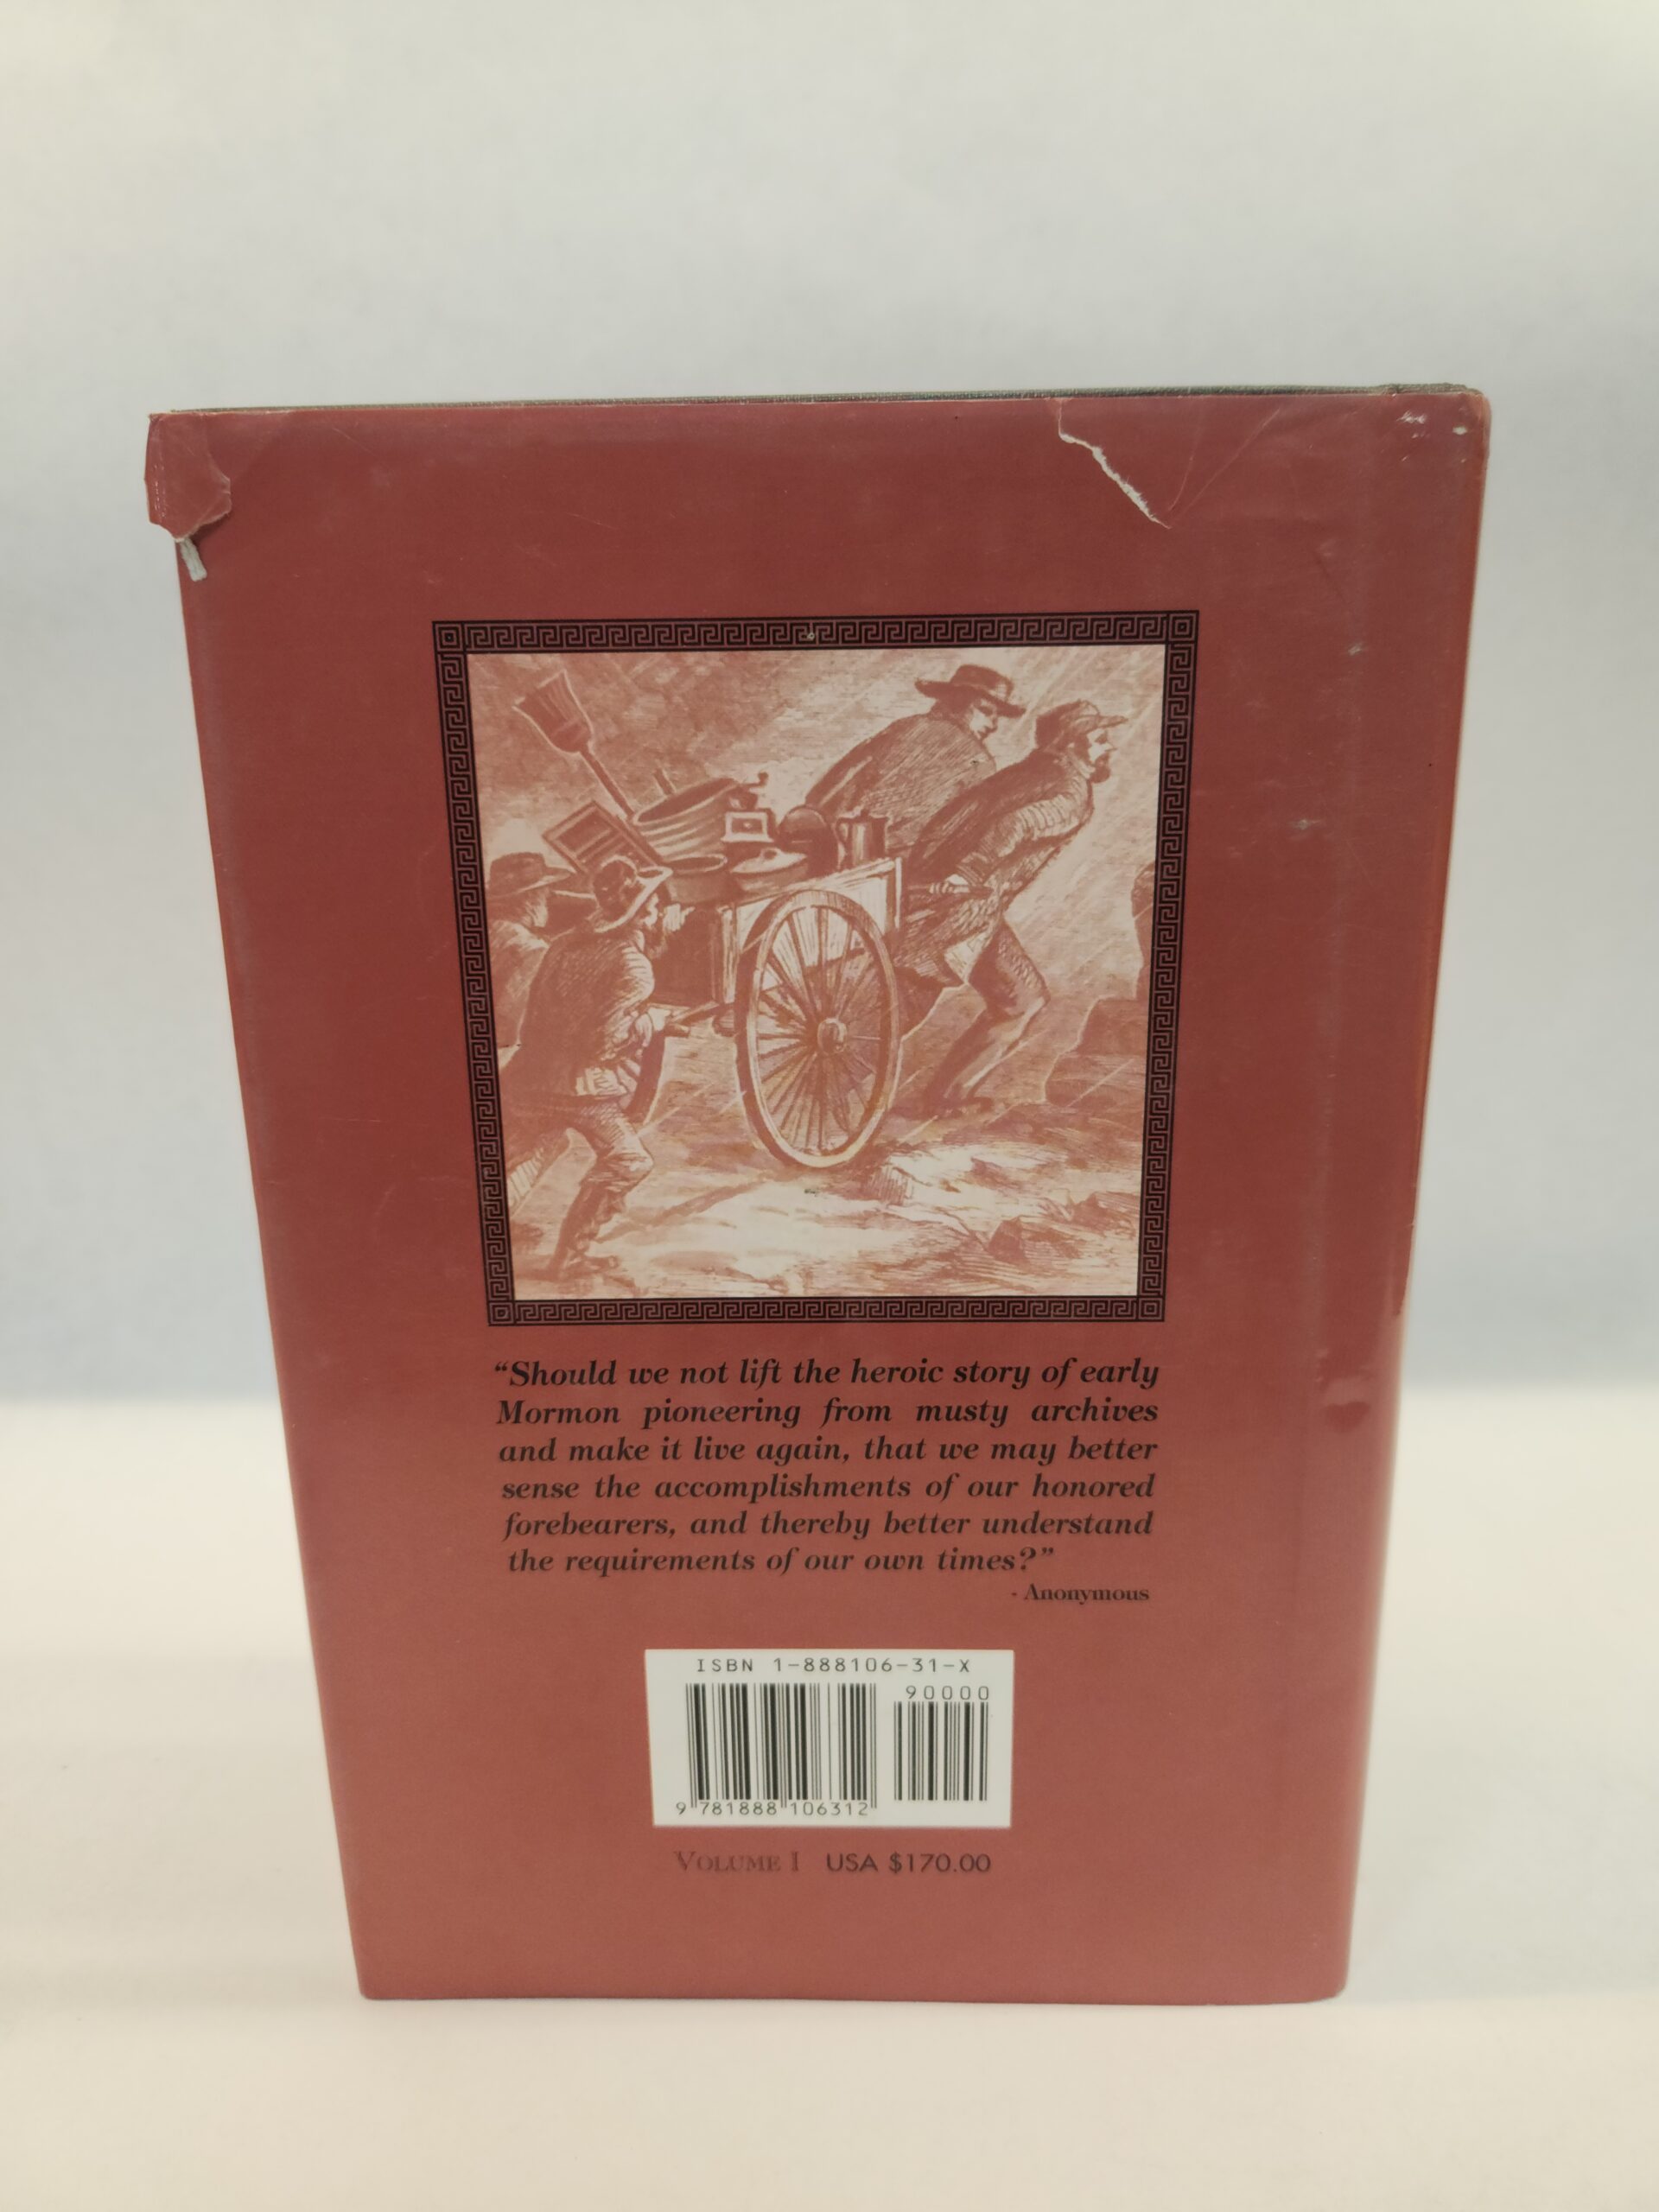 “Should we not lift the heroic story of early
Mormon pioneering from musty archives
and make it live again, that we may better
sense the accomplishments of our honored
forebearers, and thereby better understand
the requirements of our own times?”
- Anonymous
ISBN 1-888106-31-X
90000
9 781888 106312
VOLUME I USA $170.00